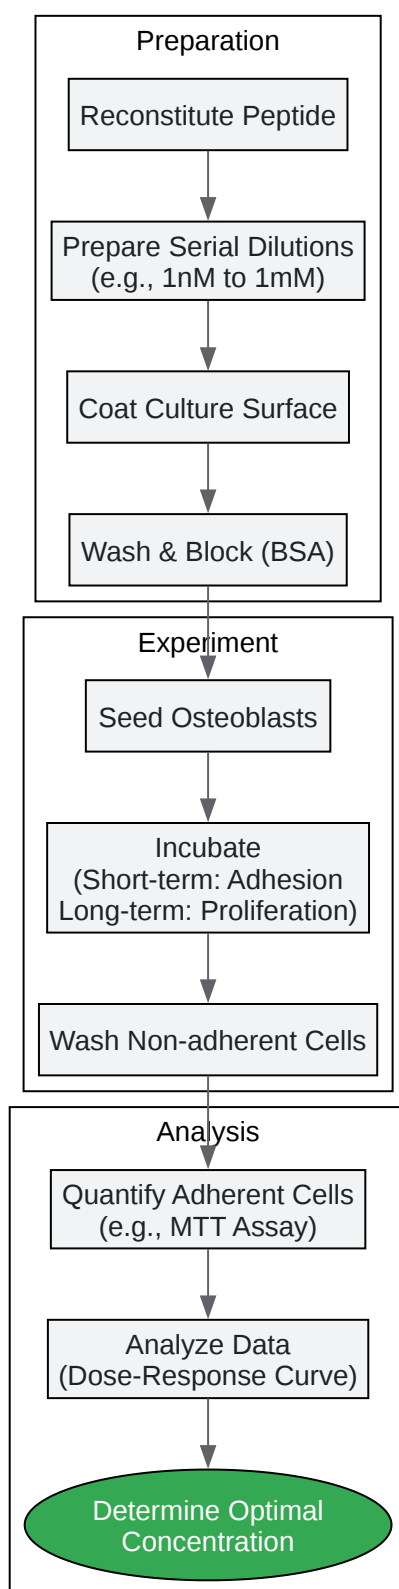 Preparation
Reconstitute Peptide
Prepare Serial Dilutions
(e.g., 1nM to 1mM)
Coat Culture Surface
Wash & Block (BSA)
Experiment
Seed Osteoblasts
Incubate
(Short-term: Adhesion
Long-term: Proliferation)
Wash Non-adherent Cells
Analysis
Quantify Adherent Cells
(e.g., MTT Assay)
Analyze Data
(Dose-Response Curve)
Determine Optimal
Concentration